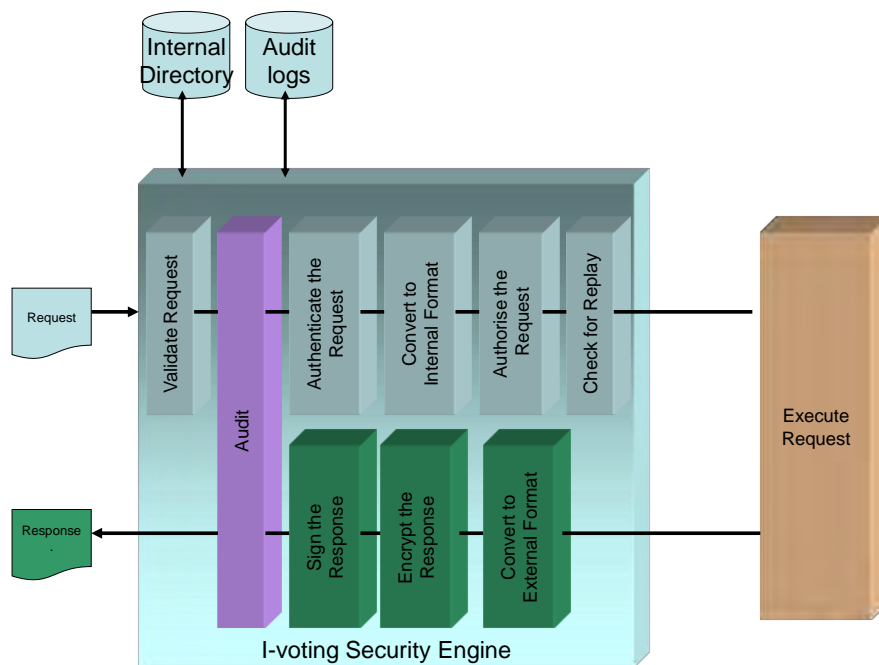 Internal
Directory
Audit
logs
Request
Validate Request
Audit
Authenticate the
Request
Convert to
Internal Format
Authorise the
Request
Check for Replay
Execute
Request
Response
.
Sign the
Response
Encrypt the
Response
Convert to
External Format
I-voting Security Engine